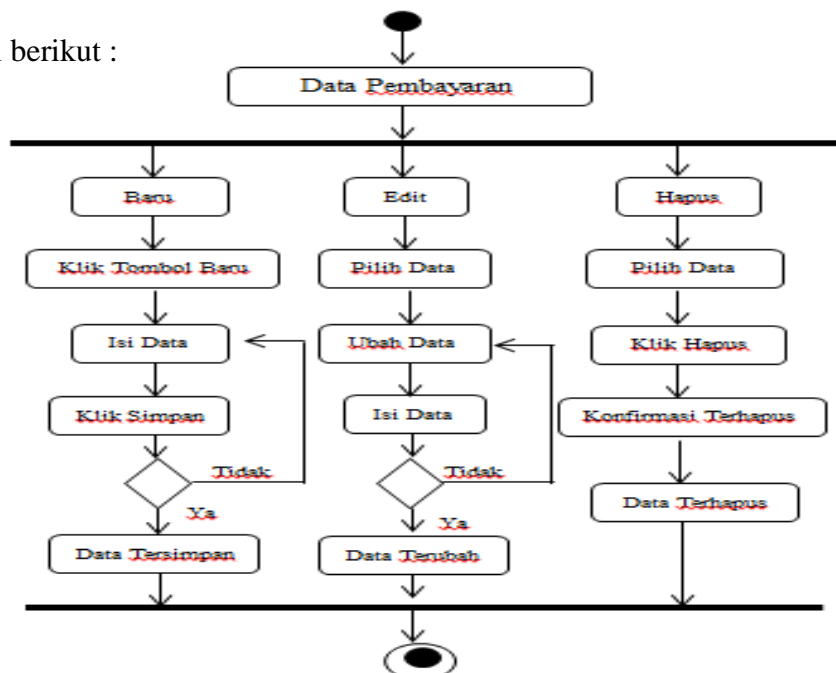 berikut :
Data Pembayaran
Baru
Edit
Hapus
Klik Tombol Baru
Pilih Data
Pilih Data
Isi Data
Ubah Data
Klik Hapus
Klik Simpan
Isi Data
Konfirmasi Terhapus
Tidak
Tidak
Data Terhapus
Ya
Ya
Data Tersimpan
Data Terubah